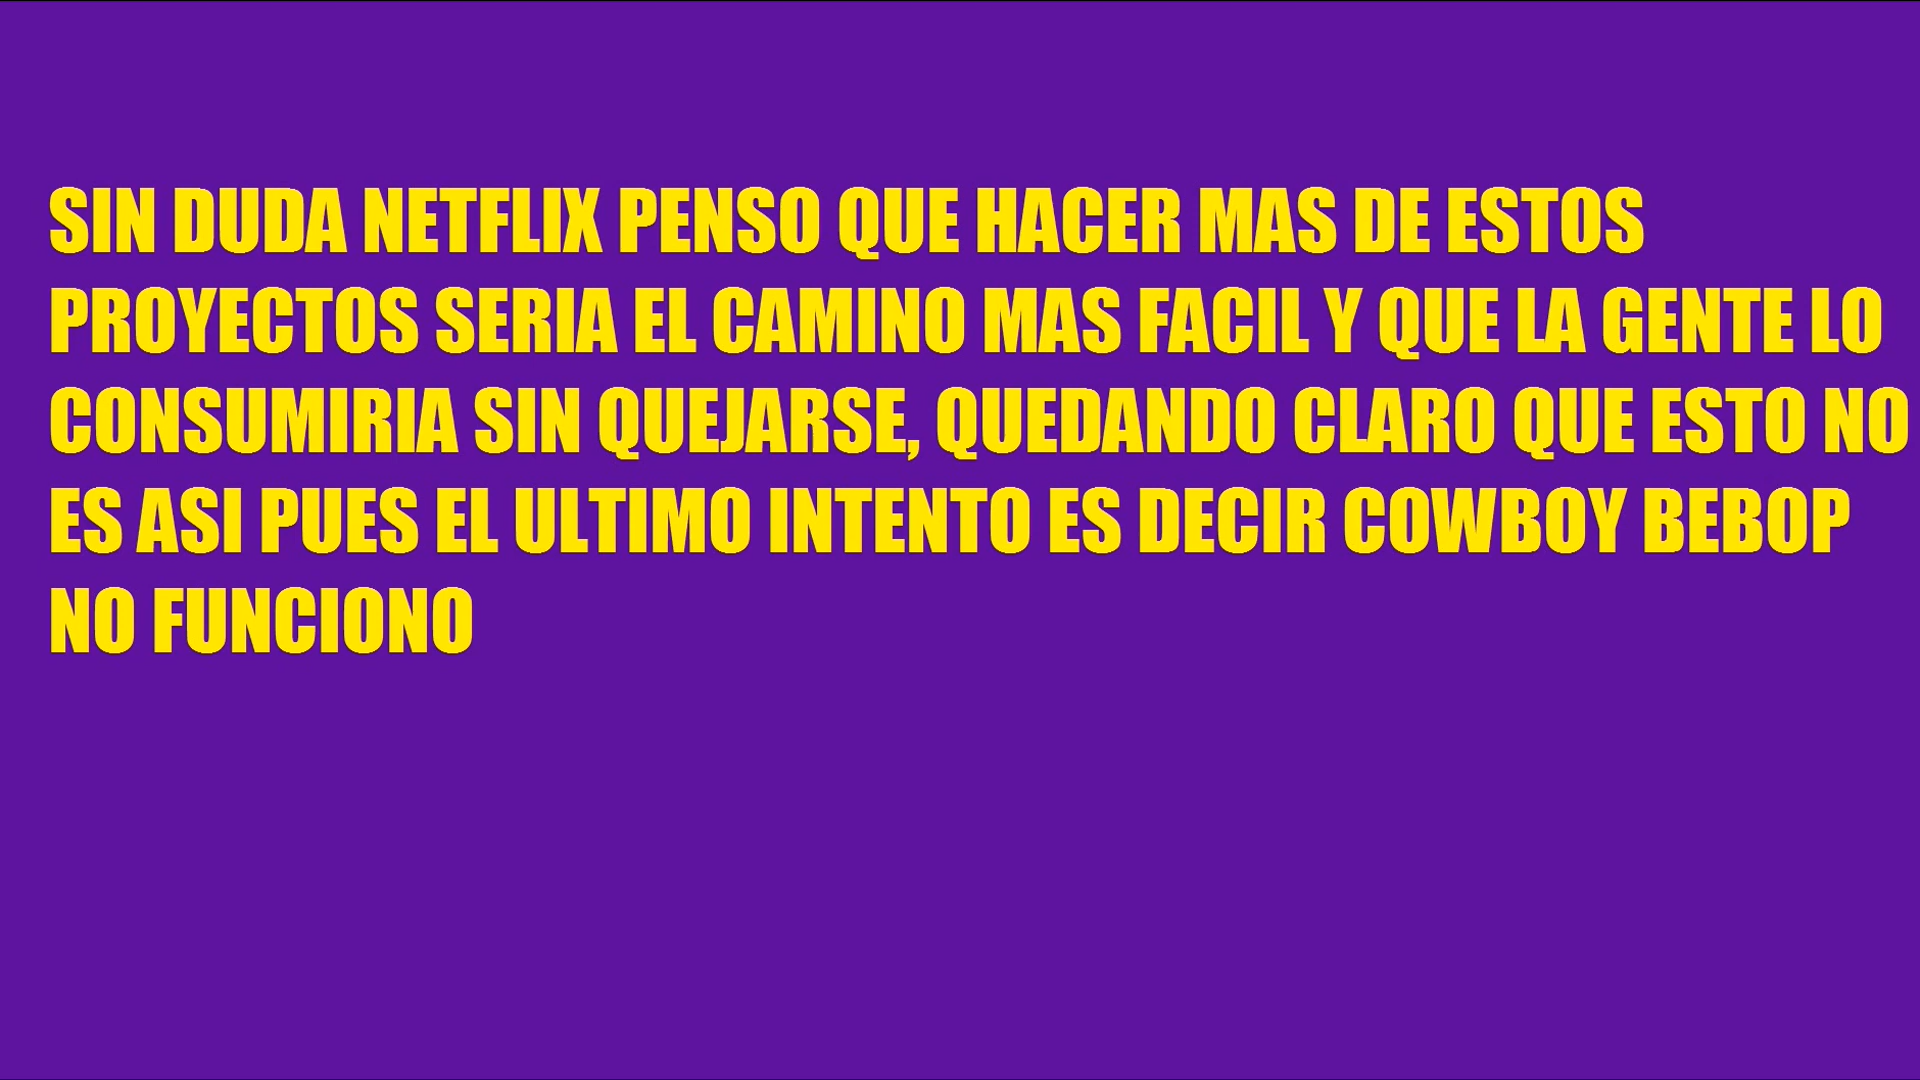 SIN DUDA NETFLIX PENSO QUE HACER MAS DE ESTOS
PROYECTOS SERIA EL CAMINO MAS FACIL Y QUE LA GENTE LO
CONSUMIRIA SIN QUEJARSE, QUEDANDO CLARO QUE ESTO NO
ES ASI PUES EL ULTIMO INTENTO ES DECIR COWBOY BEBOP
NO FUNCIONO